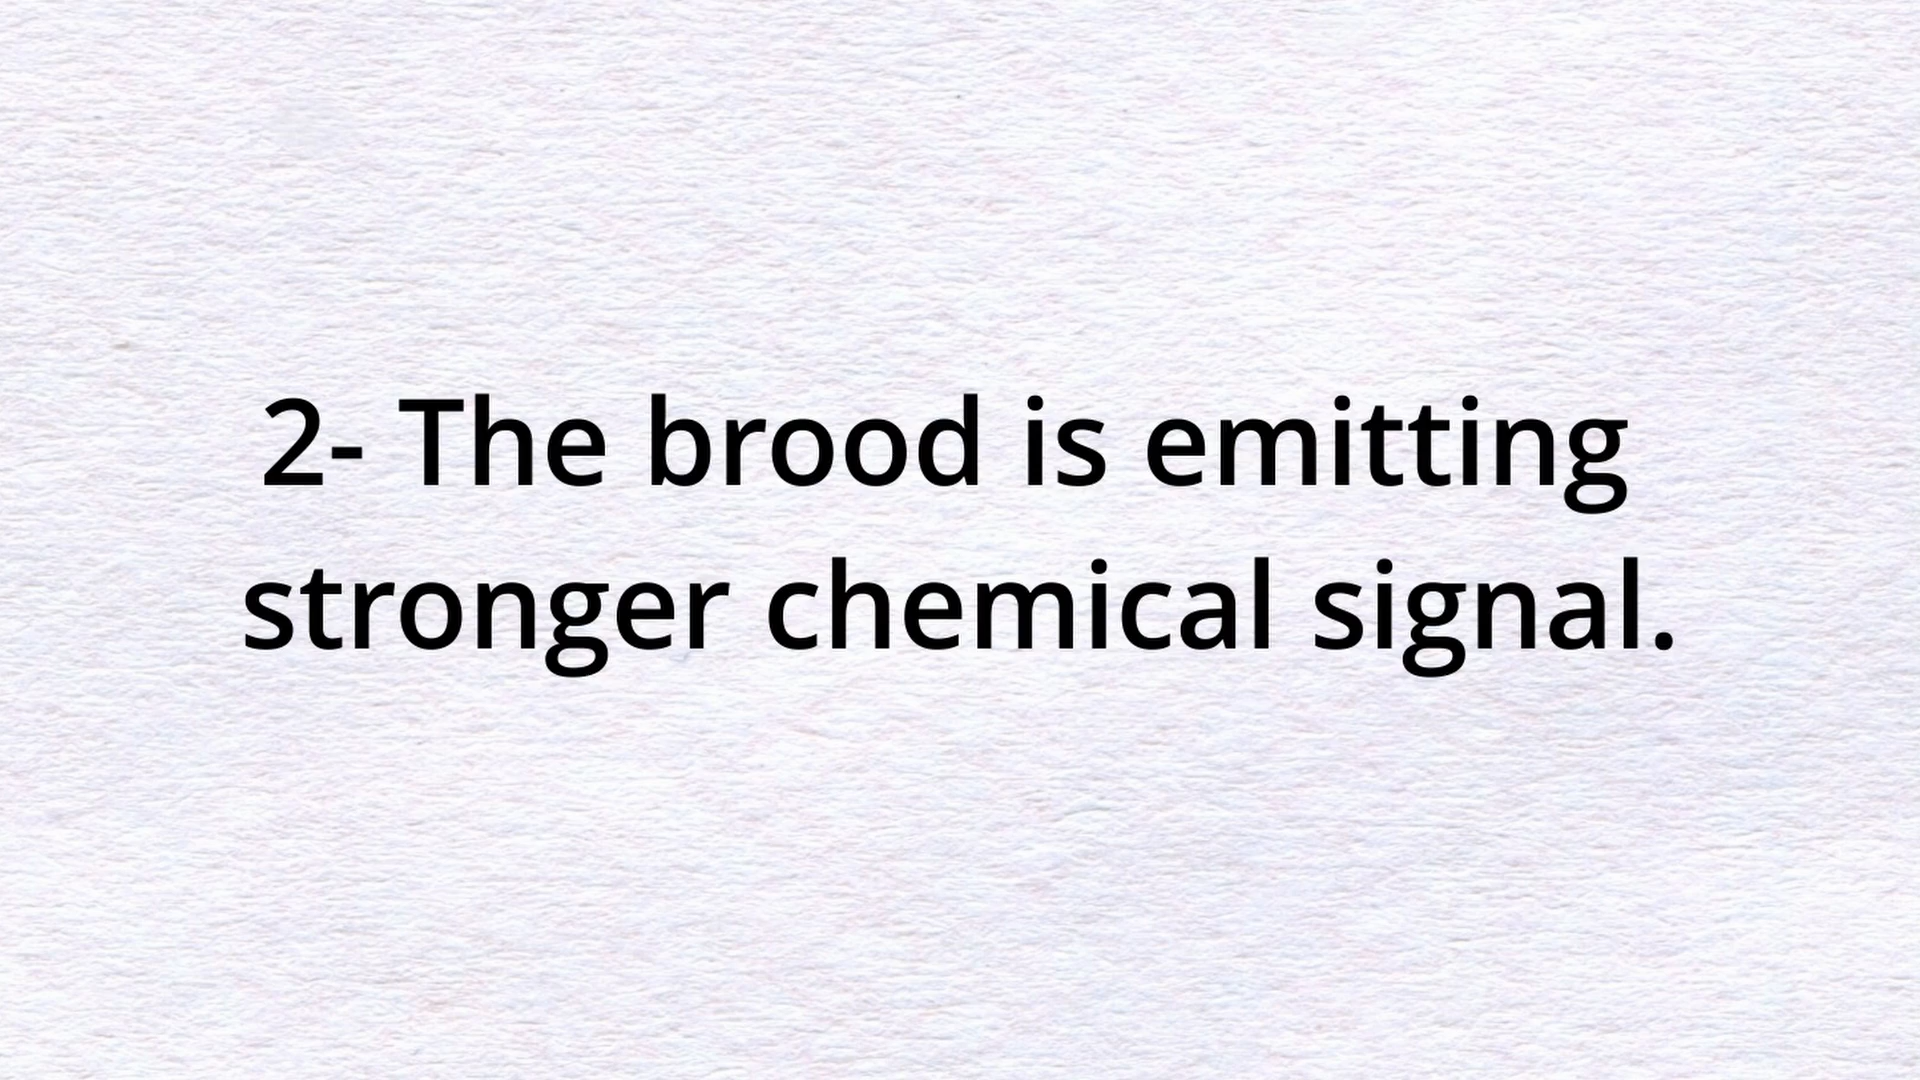 2- The brood is emitting
stronger chemical signal.